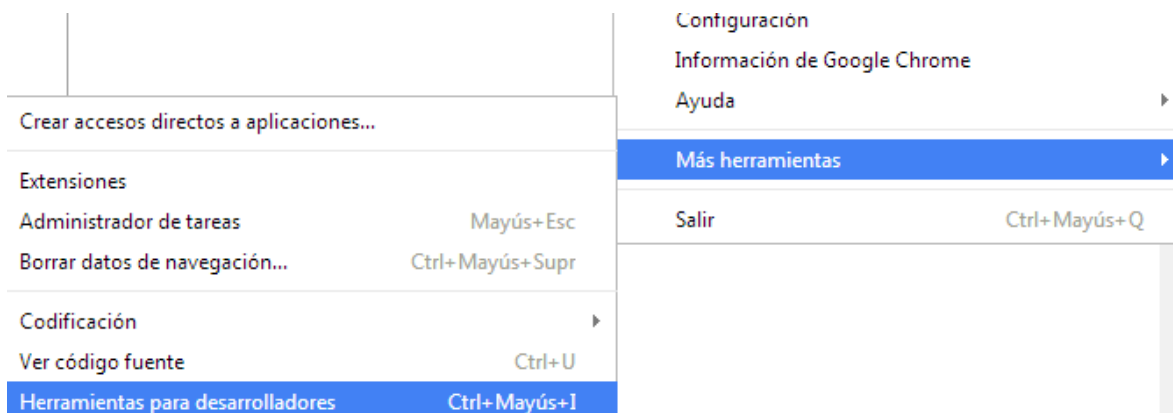 Configuración
Información de Google Chrome
Ayuda
Más herramientas
Salir Ctrl+Mayús+Q
Crear accesos directos a aplicaciones...
Extensiones
Administrador de tareas Mayús+Esc
Borrar datos de navegación... Ctrl+Mayús+Supr
Codificación
Ver código fuente Ctrl+U
Herramientas para desarrolladores Ctrl+Mayús+I